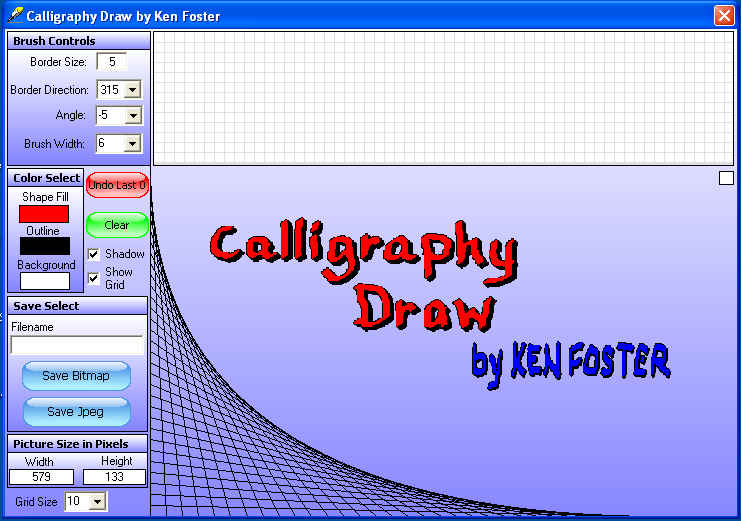 Calligraphy Draw by Ken Foster
Brush Controls
Border Size: 5
Border Direction: 315
Angle: -5
Brush Width: 6
Color Select
Shape Fill
Outline
Background
Undo Last 0
Clear
Shadow
Show
Grid
Save Select
Filename
Save Bitmap
Save Jpeg
Picture Size in Pixels
Width Height
579 133
Grid Size 10
Calligraphy
Draw
by KEN FOSTER